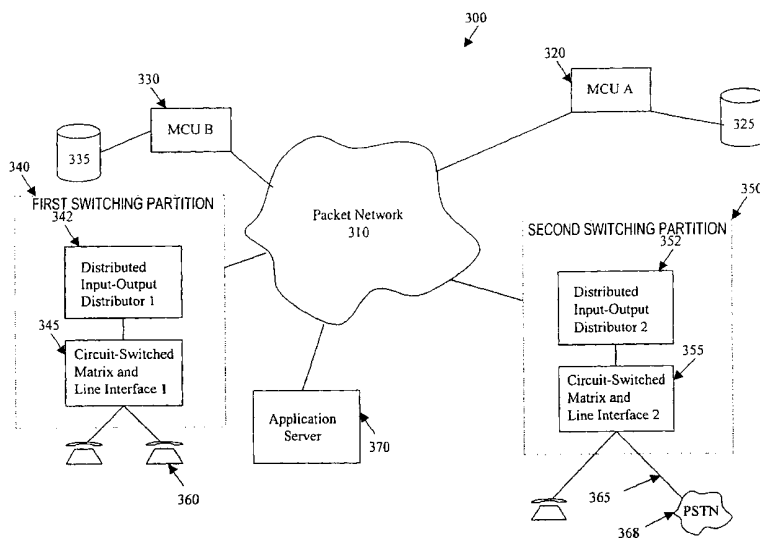 300
320
330
MCU A
MCU B
325
335
340
350
FIRST SWITCHING PARTITION
342
Packet Network
310
SECOND SWITCHING PARTITION
352
Distributed
Input-Output
Distributor 1
Distributed
Input-Output
Distributor 2
345
355
Circuit-Switched
Matrix and
Line Interface 1
Circuit-Switched
Matrix and
Line Interface 2
Application
Server
370
360
365
368
PSTN